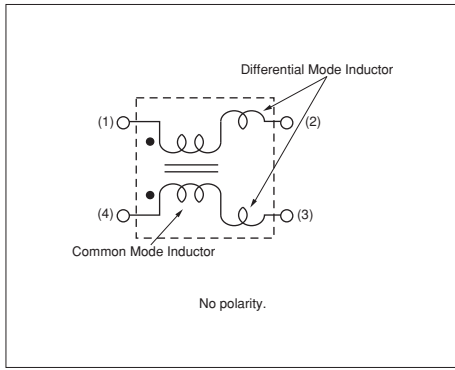 Differential Mode Inductor
(1)
(2)
(4)
(3)
Common Mode Inductor
No polarity.